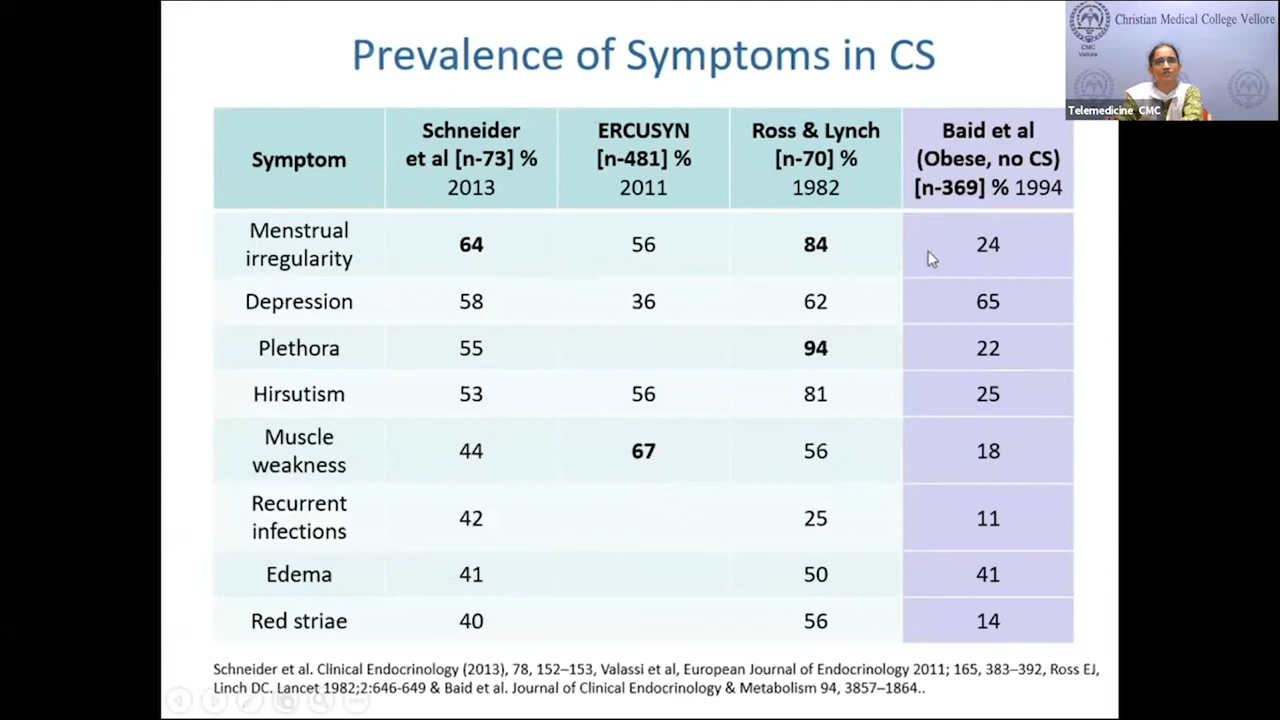 Prevalence of Symptoms in CS
Christian Medical College Vellore
CMC
Vellore
Telemedicine CMC
Symptom
Schneider
et al [n-73] %
2013
ERCUSYN
[n-481] %
2011
Ross & Lynch
[n-70] %
1982
Baid et al
(Obese, no CS)
[n-369] % 1994
Menstrual
irregularity
64
56
84
24
Depression
58
36
62
65
Plethora
55
94
22
Hirsutism
53
56
81
25
Muscle
weakness
44
67
56
18
Recurrent
infections
42
25
11
Edema
41
50
41
Red striae
40
56
14
Schneider et al. Clinical Endocrinology (2013), 78, 152–153, Valassi et al, European Journal of Endocrinology 2011; 165, 383–392, Ross EJ,
Linch DC. Lancet 1982;2:646-649 & Baid et al. Journal of Clinical Endocrinology & Metabolism 94, 3857–1864..